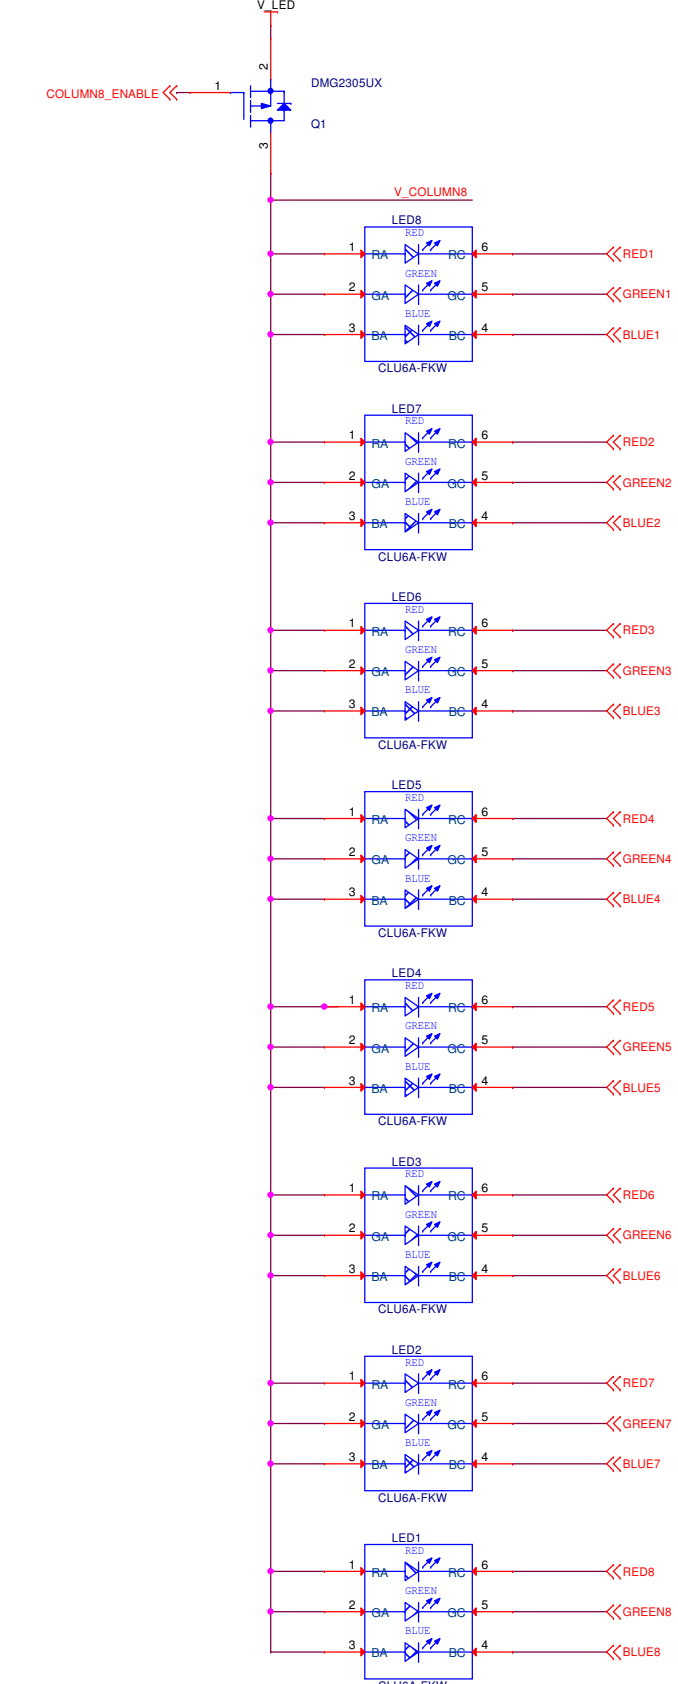 V_LED
2
DMG2305UX
COLUMN8_ENABLE
1
Q1
3
V_COLUMN8
LED8
RED
1 RA RC 6 RED1
GREEN
2 GA GC 5 GREEN1
BLUE
3 BA BC 4 BLUE1
CLU6A-FKW
LED7
RED
1 RA RC 6 RED2
GREEN
2 GA GC 5 GREEN2
BLUE
3 BA BC 4 BLUE2
CLU6A-FKW
LED6
RED
1 RA RC 6 RED3
GREEN
2 GA GC 5 GREEN3
BLUE
3 BA BC 4 BLUE3
CLU6A-FKW
LED5
RED
1 RA RC 6 RED4
GREEN
2 GA GC 5 GREEN4
BLUE
3 BA BC 4 BLUE4
CLU6A-FKW
LED4
RED
1 RA RC 6 RED5
GREEN
2 GA GC 5 GREEN5
BLUE
3 BA BC 4 BLUE5
CLU6A-FKW
LED3
RED
1 RA RC 6 RED6
GREEN
2 GA GC 5 GREEN6
BLUE
3 BA BC 4 BLUE6
CLU6A-FKW
LED2
RED
1 RA RC 6 RED7
GREEN
2 GA GC 5 GREEN7
BLUE
3 BA BC 4 BLUE7
CLU6A-FKW
LED1
RED
1 RA RC 6 RED8
GREEN
2 GA GC 5 GREEN8
BLUE
3 BA BC 4 BLUE8
CLU6A-FKW